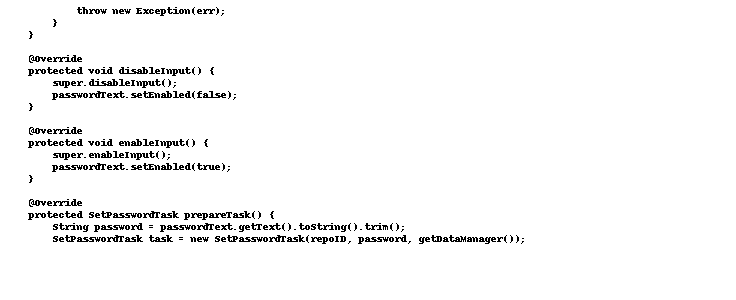 throw new Exception(err);
}
}
@Override
protected void disableInput() {
super.disableInput();
passwordText.setEnabled(false);
}
@Override
protected void enableInput() {
super.enableInput();
passwordText.setEnabled(true);
}
@Override
protected SetPasswordTask prepareTask() {
String password = passwordText.getText().toString().trim();
SetPasswordTask task = new SetPasswordTask(repoID, password, getDataManager());